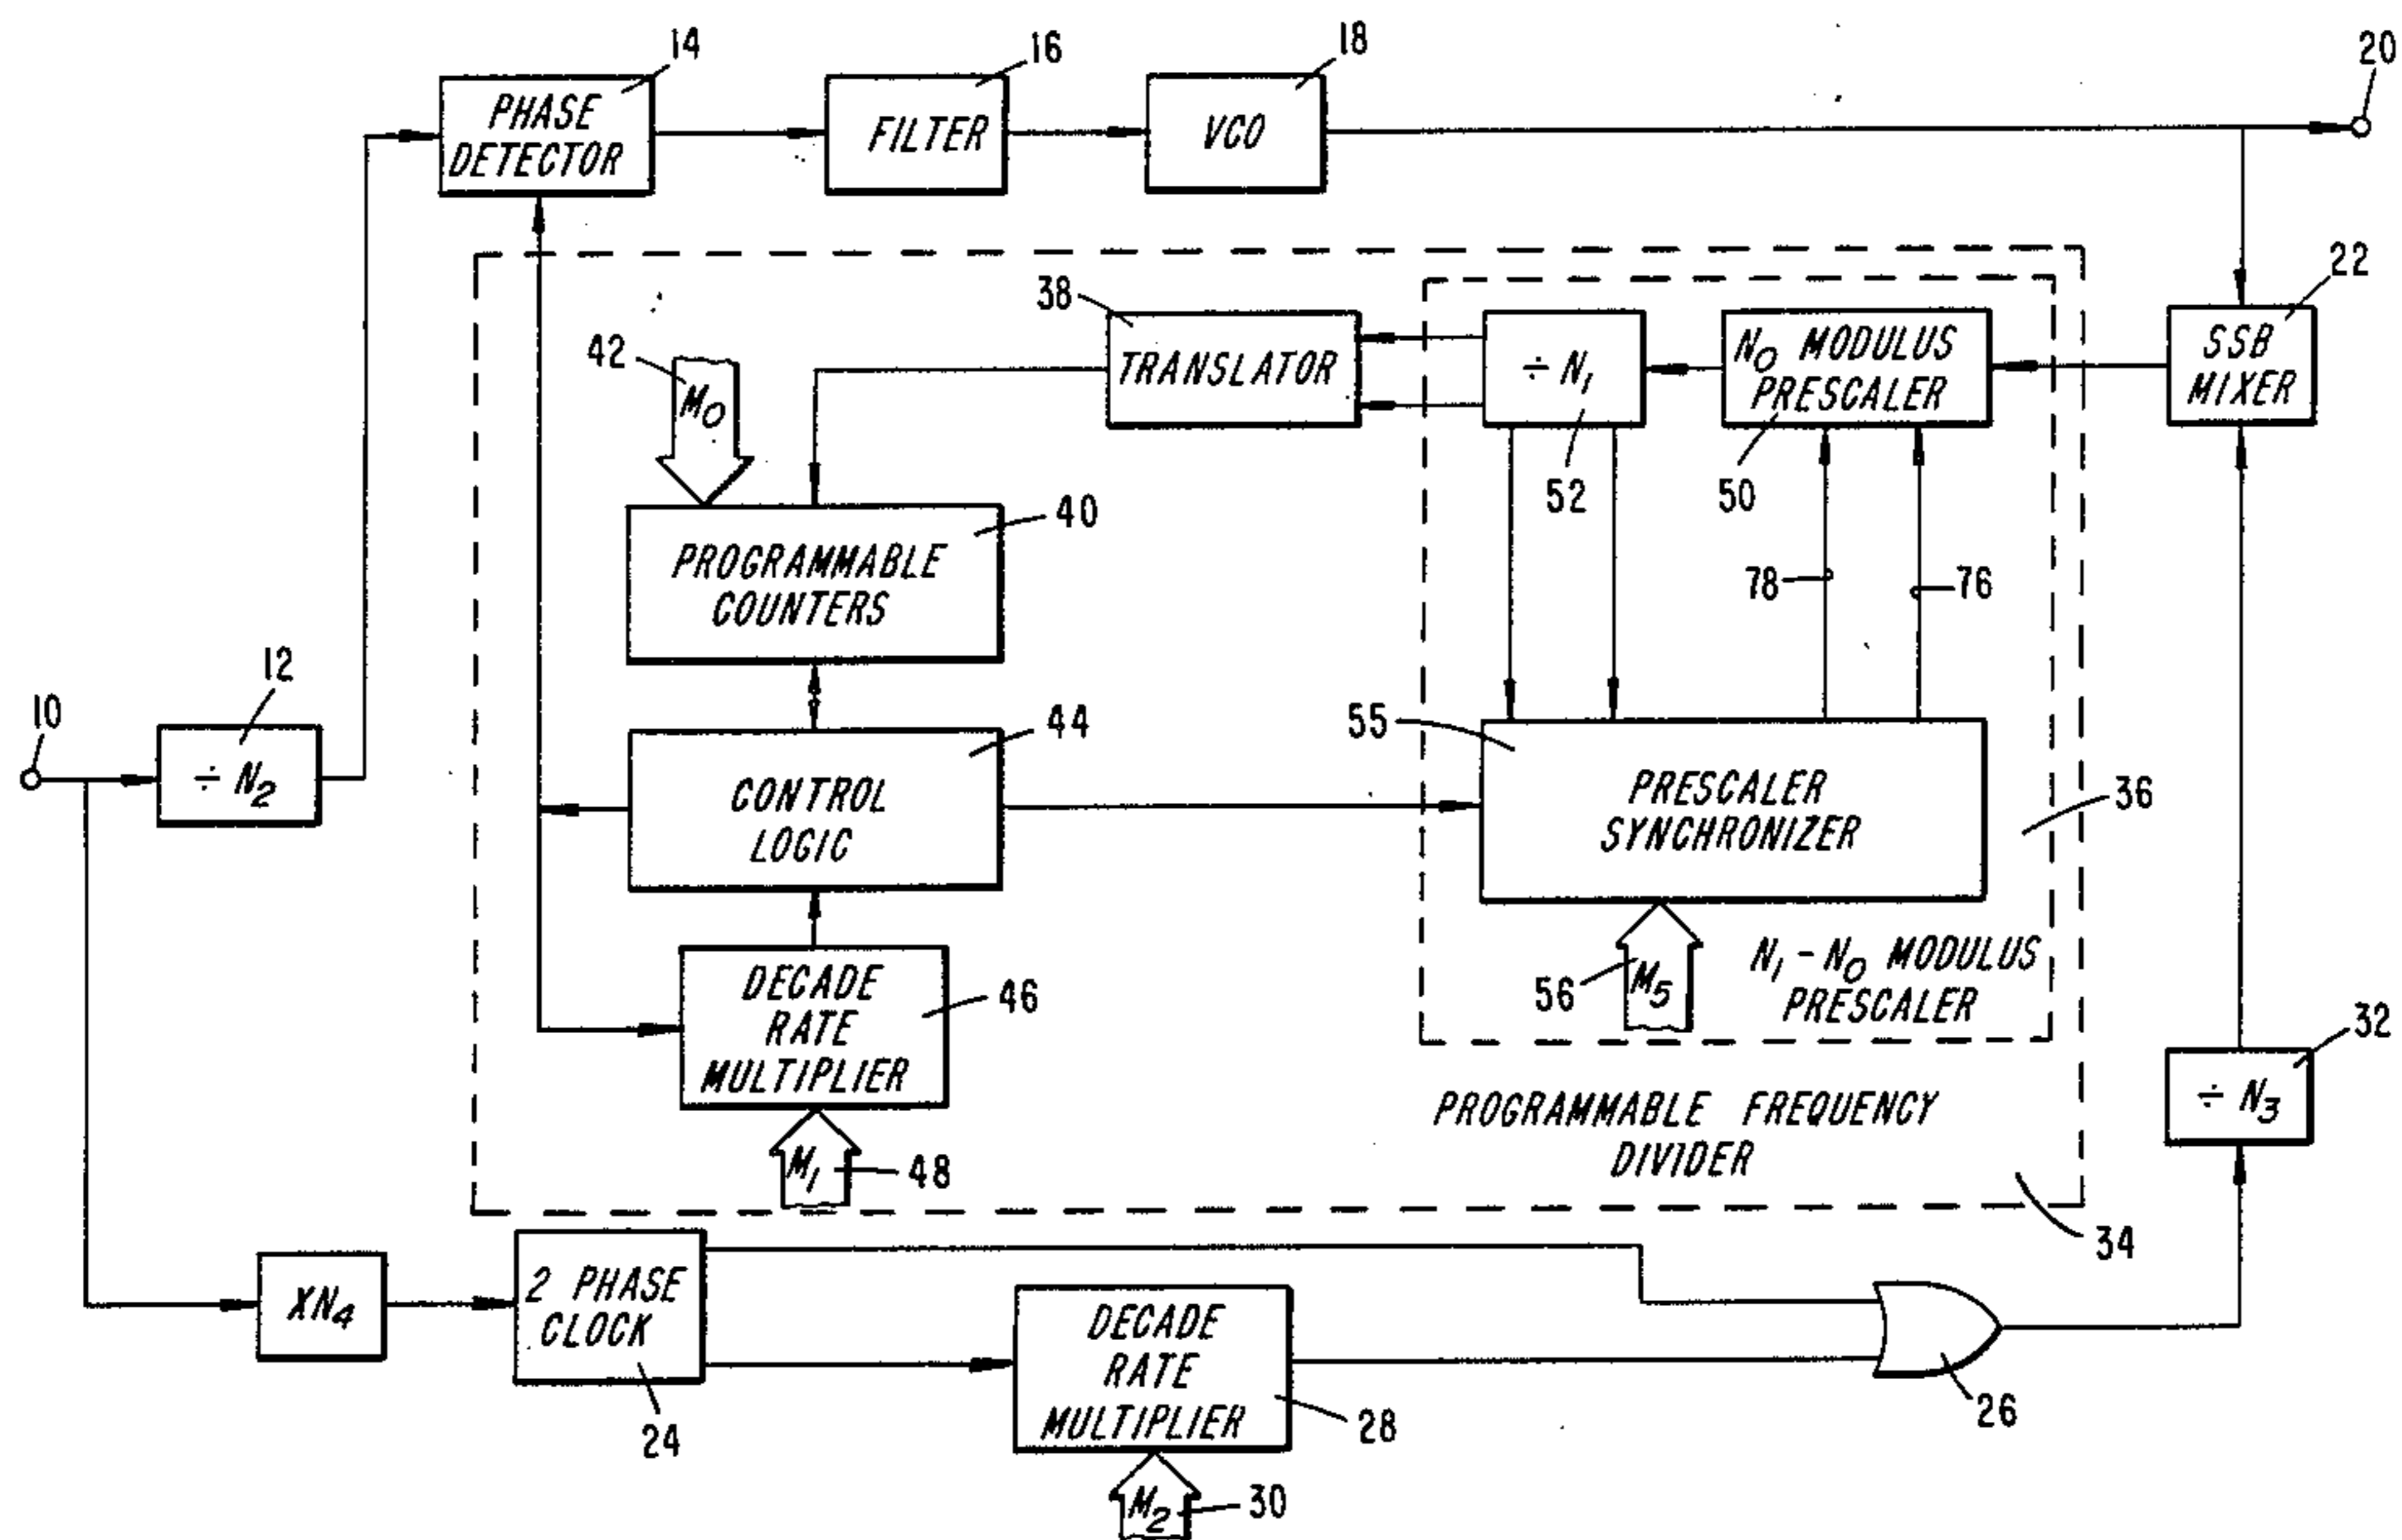 14
16
18
20
PHASE
DETECTOR
FILTER
VCO
22
SSB
MIXER
38
TRANSLATOR
÷ N1
52
N0 MODULUS
PRESCALER
50
42
M0
40
PROGRAMMABLE
COUNTERS
78
76
10
12
÷ N2
44
CONTROL
LOGIC
55
PRESCALER
SYNCHRONIZER
36
56
M5
N1 - N0 MODULUS
PRESCALER
DECADE
RATE
MULTIPLIER
46
M1
48
PROGRAMMABLE FREQUENCY
DIVIDER
34
32
÷ N3
XN4
2 PHASE
CLOCK
24
DECADE
RATE
MULTIPLIER
28
M2
30
26